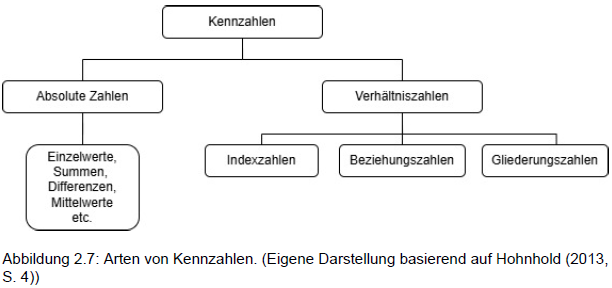 Kennzahlen
Absolute Zahlen
Verhältniszahlen
Einzelwerte,
Summen,
Differenzen,
Mittelwerte
etc.
Indexzahlen
Beziehungszahlen
Gliederungszahlen
Abbildung 2.7: Arten von Kennzahlen. (Eigene Darstellung basierend auf Hohnhold (2013,
S. 4))